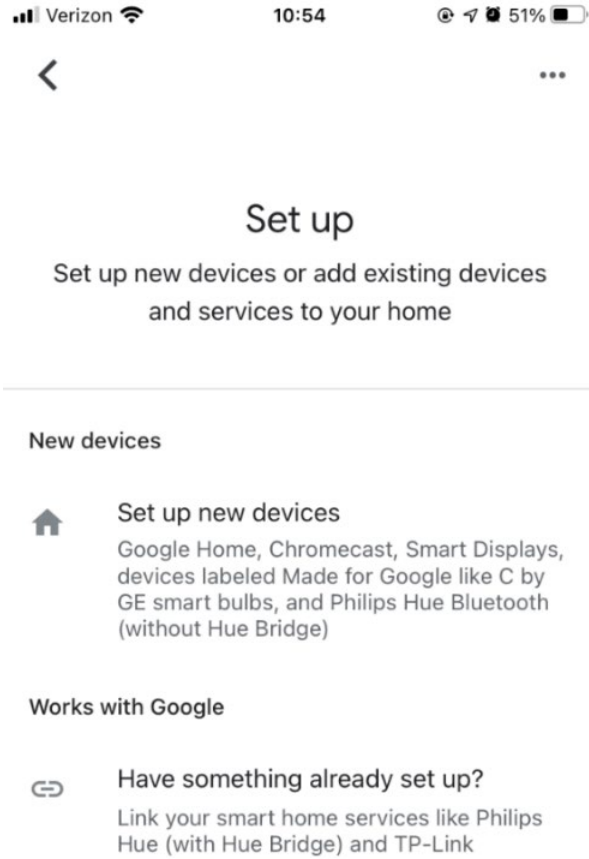 Verizon 10:54 51%
Set up
Set up new devices or add existing devices
and services to your home
New devices
Set up new devices
Google Home, Chromecast, Smart Displays,
devices labeled Made for Google like C by
GE smart bulbs, and Philips Hue Bluetooth
(without Hue Bridge)
Works with Google
Have something already set up?
Link your smart home services like Philips
Hue (with Hue Bridge) and TP-Link